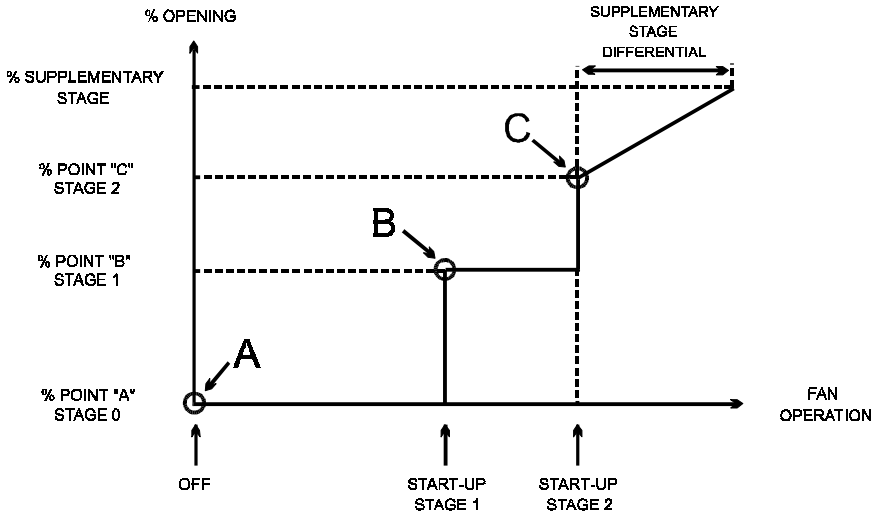 % OPENING
SUPPLEMENTARY
STAGE
DIFFERENTIAL
% SUPPLEMENTARY
STAGE
C
% POINT "C"
STAGE 2
B
% POINT "B"
STAGE 1
A
% POINT "A"
STAGE 0
FAN
OPERATION
OFF
START-UP
STAGE 1
START-UP
STAGE 2